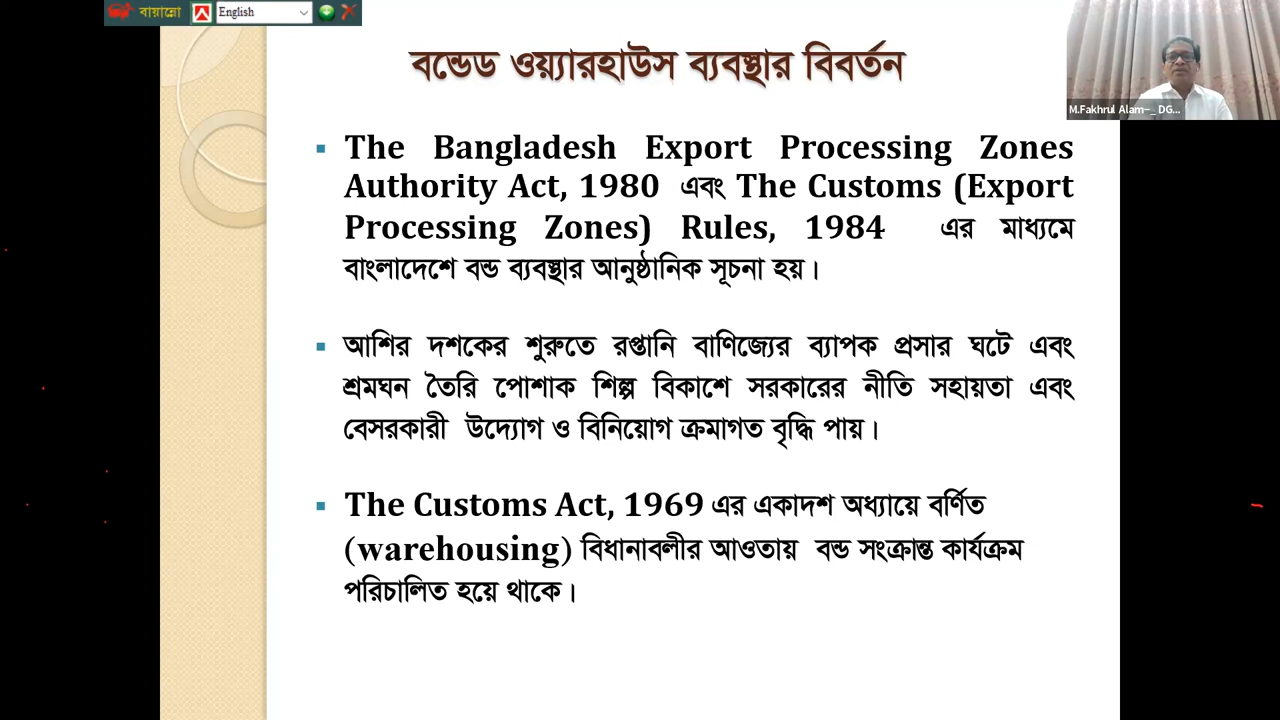 বায়ান্নো
English
বন্ডেড ওয়্যারহাউস ব্যবস্থার বিবর্তন
M.Fakhrul Alam-_ DG...
The Bangladesh Export Processing Zones
Authority Act, 1980 এবং The Customs (Export
Processing Zones) Rules, 1984 এর মাধ্যমে
বাংলাদেশে বন্ড ব্যবস্থার আনুষ্ঠানিক সূচনা হয়।
আশির দশকের শুরুতে রপ্তানি বাণিজ্যের ব্যাপক প্রসার ঘটে এবং
শ্রমঘন তৈরি পোশাক শিল্প বিকাশে সরকারের নীতি সহায়তা এবং
বেসরকারী উদ্যোগ ও বিনিয়োগ ক্রমাগত বৃদ্ধি পায়।
The Customs Act, 1969 এর একাদশ অধ্যায়ে বর্ণিত
(warehousing) বিধানাবলীর আওতায় বন্ড সংক্রান্ত কার্যক্রম
পরিচালিত হয়ে থাকে।